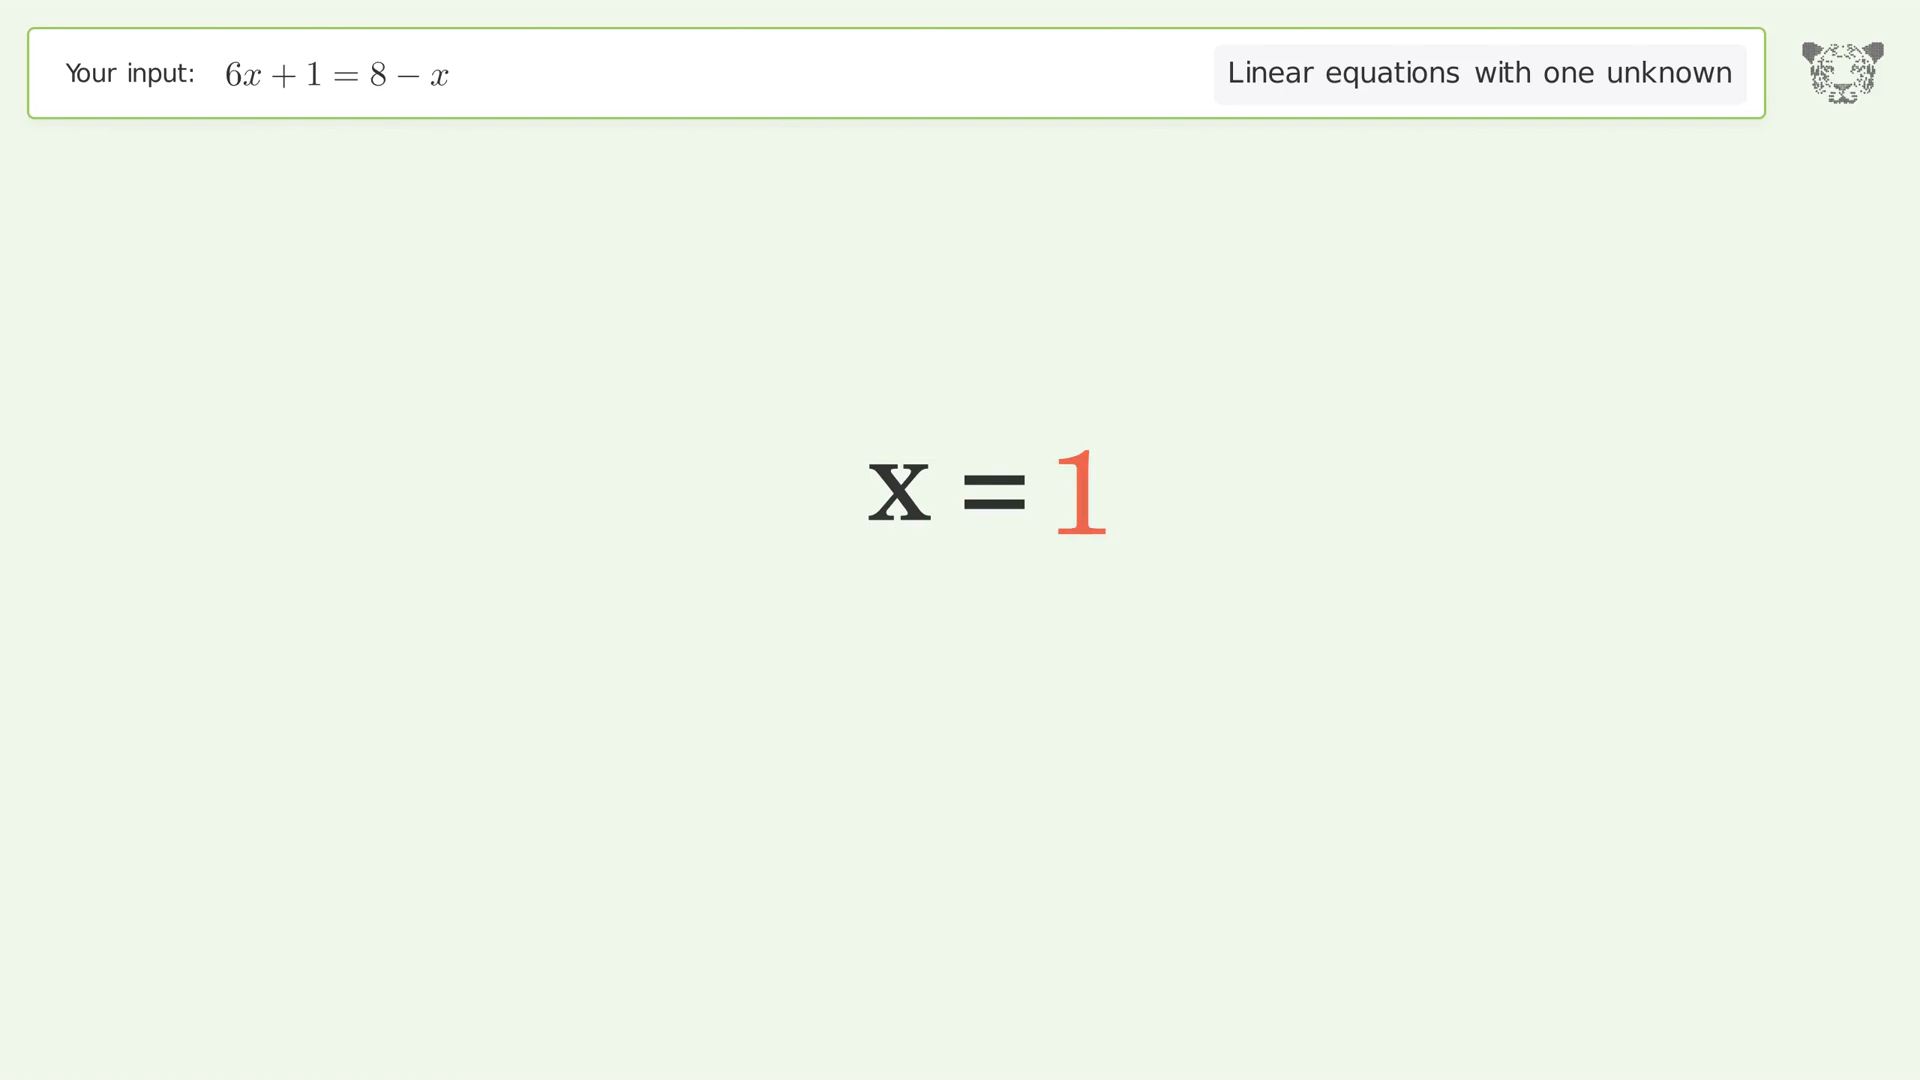 Your input: 6x + 1 = 8 − x
Linear equations with one unknown
x = 1